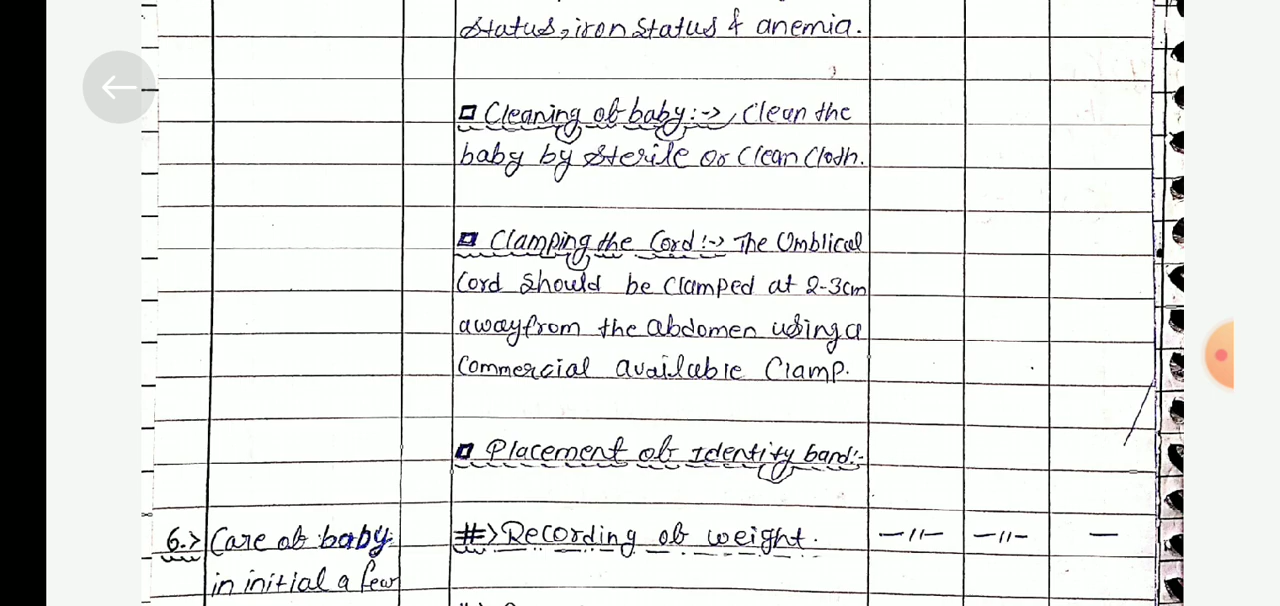 status, iron status & anemia.
Cleaning of baby:-> Clean the
baby by sterile or clean cloth.
Clamping the Cord:-> The Umblical
Cord should be clamped at 2-3cm
away from the abdomen using a
Commercial available Clamp.
Placement of Identity band:-
6.> Care of baby #> Recording of weight. -11- -11- -
in initial a few